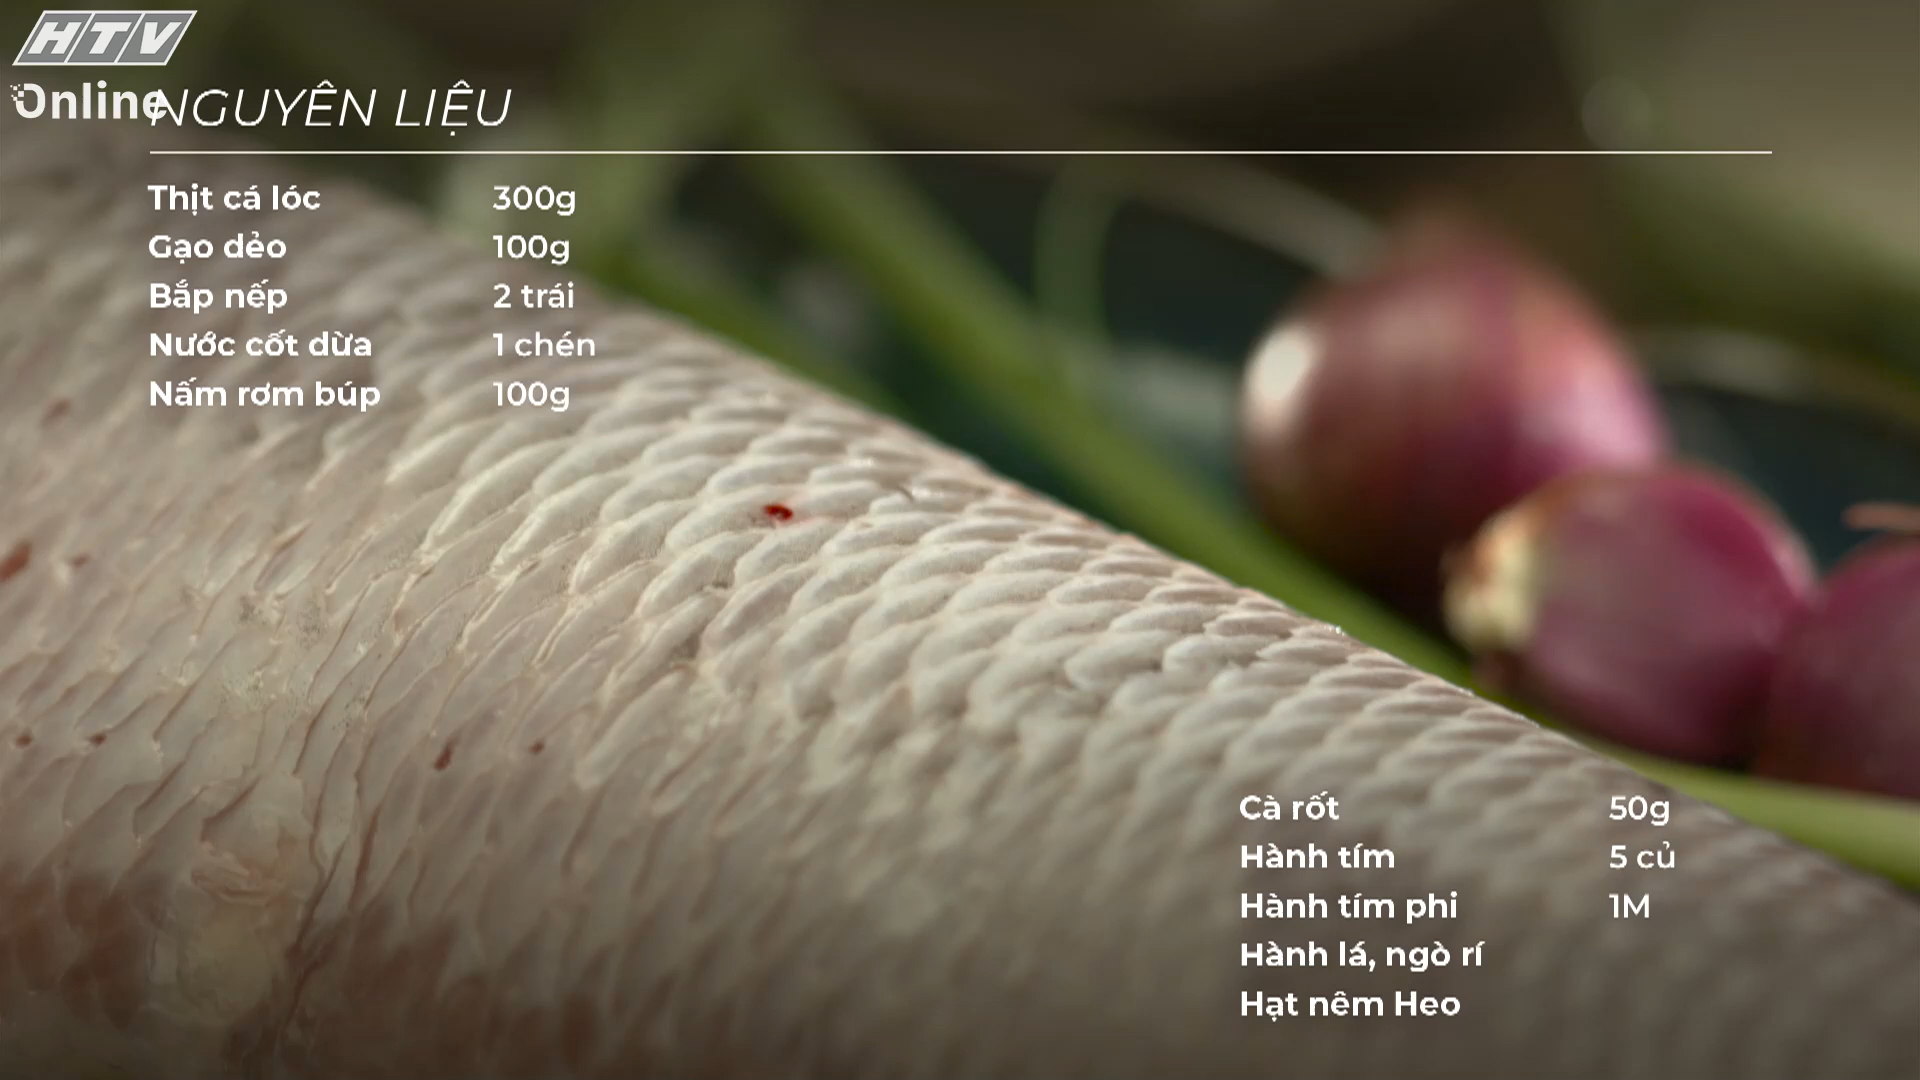 HTV
Online
NGUYÊN LIỆU
Thịt cá lóc 300g
Gạo dẻo 100g
Bắp nếp 2 trái
Nước cốt dừa 1 chén
Nấm rơm búp 100g
Cà rốt 50g
Hành tím 5 củ
Hành tím phi 1M
Hành lá, ngò rí
Hạt nêm Heo